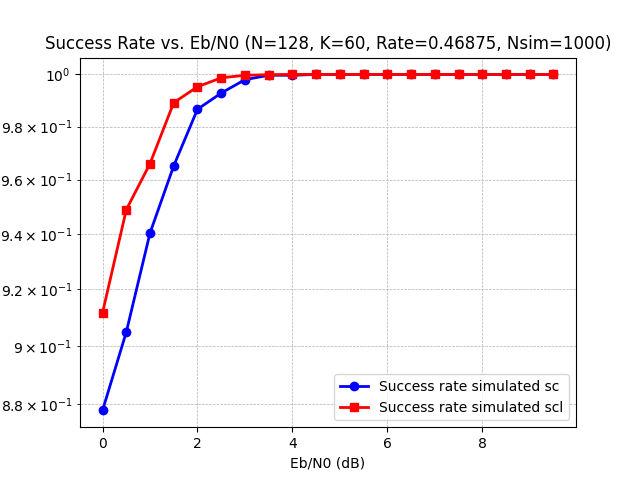 Success Rate vs. Eb/N0 (N=128, K=60, Rate=0.46875, Nsim=1000)
10⁰
9.8 × 10⁻¹
9.6 × 10⁻¹
9.4 × 10⁻¹
9.2 × 10⁻¹
9 × 10⁻¹
8.8 × 10⁻¹
Success rate simulated sc
Success rate simulated scl
0 2 4 6 8
Eb/N0 (dB)